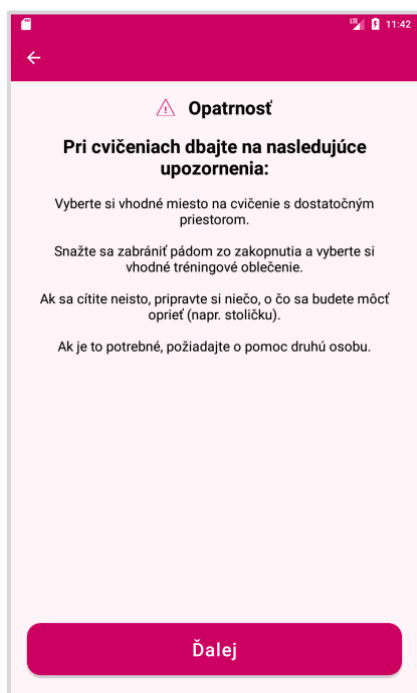 LTE 11:42
Opatrnosť
Pri cvičeniach dbajte na nasledujúce
upozornenia:
Vyberte si vhodné miesto na cvičenie s dostatočným
priestorom.
Snažte sa zabrániť pádom zo zakopnutia a vyberte si
vhodné tréningové oblečenie.
Ak sa cítite neisto, pripravte si niečo, o čo sa budete môcť
oprieť (napr. stoličku).
Ak je to potrebné, požiadajte o pomoc druhú osobu.
Ďalej